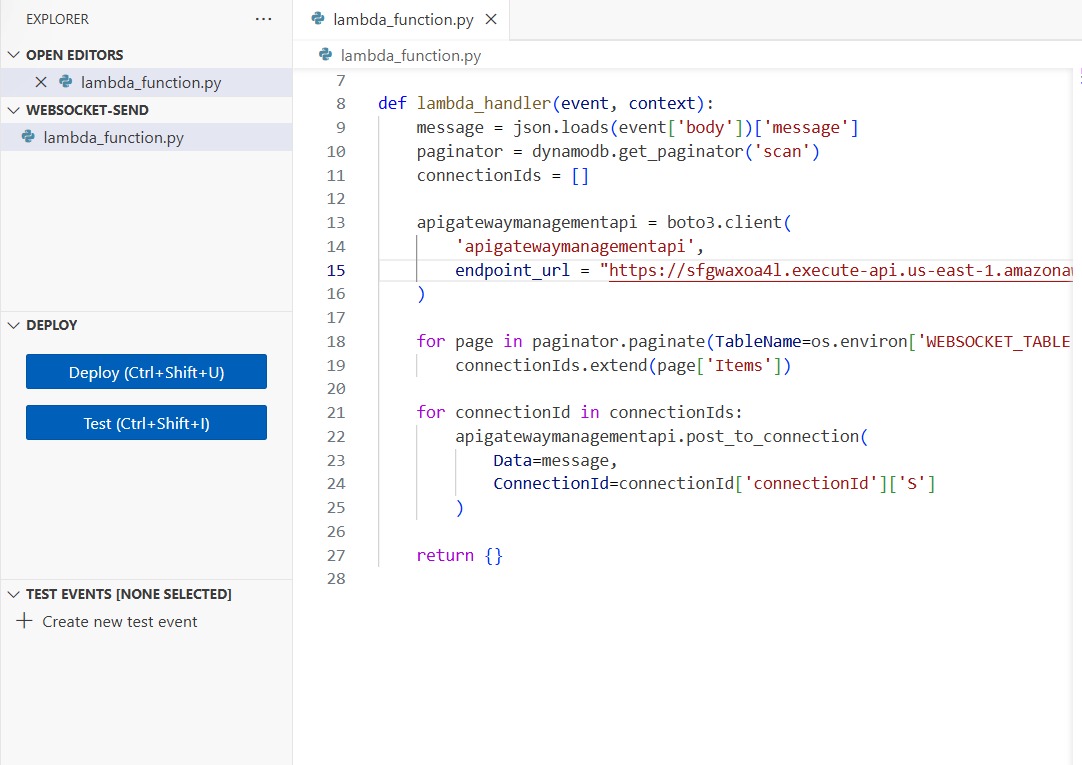 EXPLORER ···
OPEN EDITORS
lambda_function.py
WEBSOCKET-SEND
lambda_function.py
DEPLOY
Deploy (Ctrl+Shift+U)
Test (Ctrl+Shift+I)
TEST EVENTS [NONE SELECTED]
+ Create new test event
lambda_function.py
lambda_function.py
7
8 def lambda_handler(event, context):
9 message = json.loads(event['body'])['message']
10 paginator = dynamodb.get_paginator('scan')
11 connectionIds = []
12
13 apigatewaymanagementapi = boto3.client(
14 'apigatewaymanagementapi',
15 endpoint_url = "https://sfgwaxoa4l.execute-api.us-east-1.amazonaw
16 )
17
18 for page in paginator.paginate(TableName=os.environ['WEBSOCKET_TABLE
19 connectionIds.extend(page['Items'])
20
21 for connectionId in connectionIds:
22 apigatewaymanagementapi.post_to_connection(
23 Data=message,
24 ConnectionId=connectionId['connectionId']['S']
25 )
26
27 return {}
28